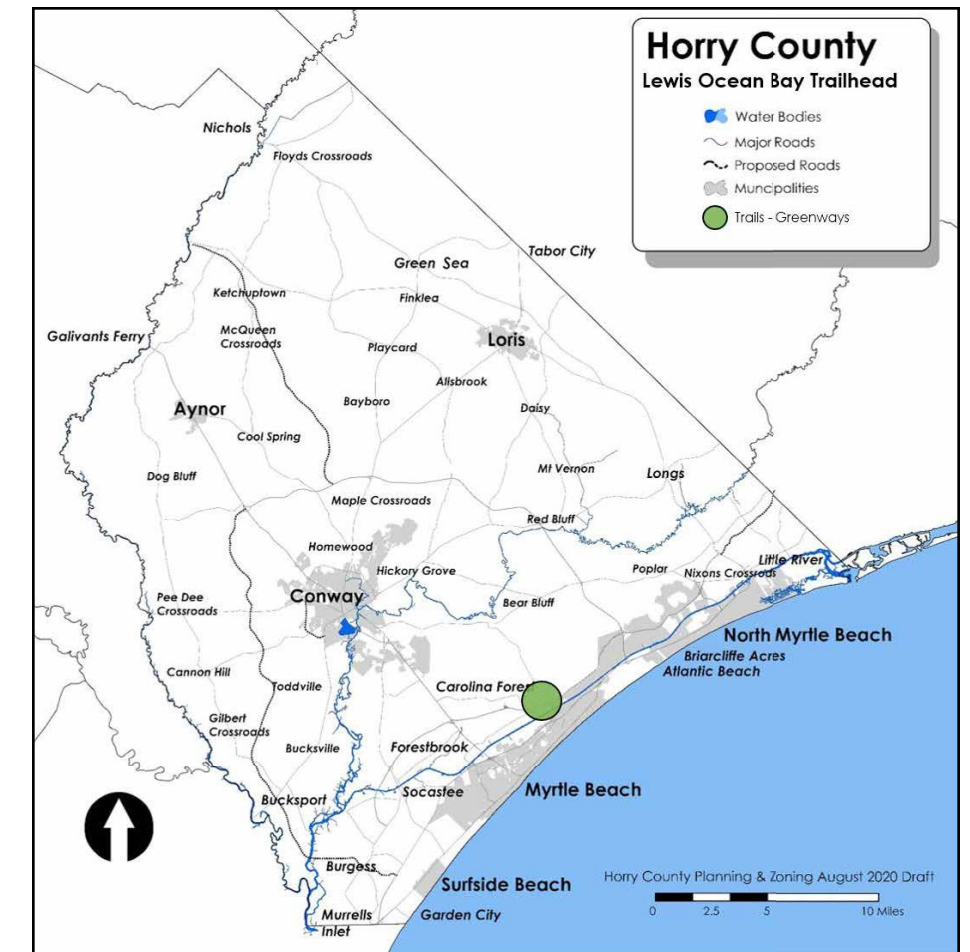 Horry County
Lewis Ocean Bay Trailhead
Water Bodies
Major Roads
Proposed Roads
Muncipalities
Trails - Greenways
Nichols
Floyds Crossroads
Tabor City
Green Sea
Ketchuptown
Finklea
Galivants Ferry
McQueen
Crossroads
Playcard
Loris
Allsbrook
Bayboro
Aynor
Daisy
Cool Spring
Dog Bluff
Mt Vernon
Longs
Maple Crossroads
Red Bluff
Homewood
Hickory Grove
Poplar
Nixons Crossroads
Little River
Conway
Pee Dee
Crossroads
Bear Bluff
North Myrtle Beach
Briarcliffe Acres
Atlantic Beach
Cannon Hill
Toddville
Carolina Fores
Gilbert
Crossroads
Bucksville
Forestbrook
Bucksport
Socastee
Myrtle Beach
Burgess
Surfside Beach
Murrells
Inlet
Garden City
Horry County Planning & Zoning August 2020 Draft
0 2.5 5 10 Miles